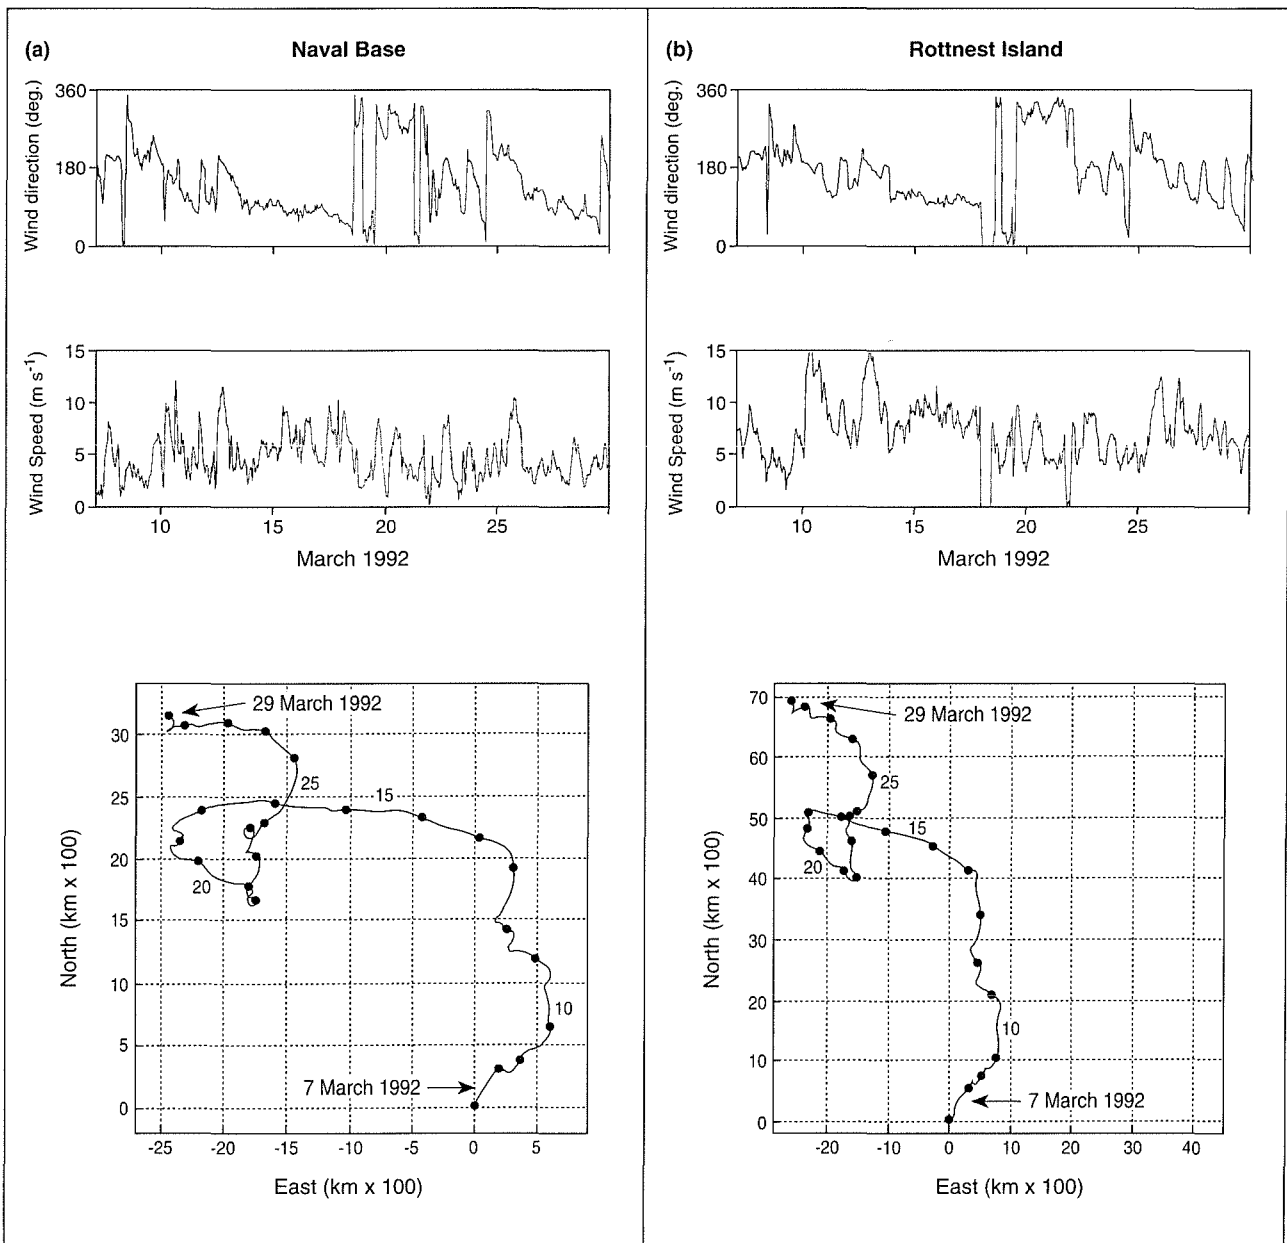 (a) Naval Base
Wind direction (deg.)
360
180
0
Wind Speed (m s⁻¹)
15
10
5
0
10 15 20 25
March 1992
North (km x 100)
30
25
20
15
10
5
0
29 March 1992
25
15
20
10
7 March 1992
-25 -20 -15 -10 -5 0 5
East (km x 100)
(b) Rottnest Island
Wind direction (deg.)
360
180
0
Wind Speed (m s⁻¹)
15
10
5
0
10 15 20 25
March 1992
North (km x 100)
70
60
50
40
30
20
10
0
29 March 1992
25
15
20
10
7 March 1992
-20 -10 0 10 20 30 40
East (km x 100)